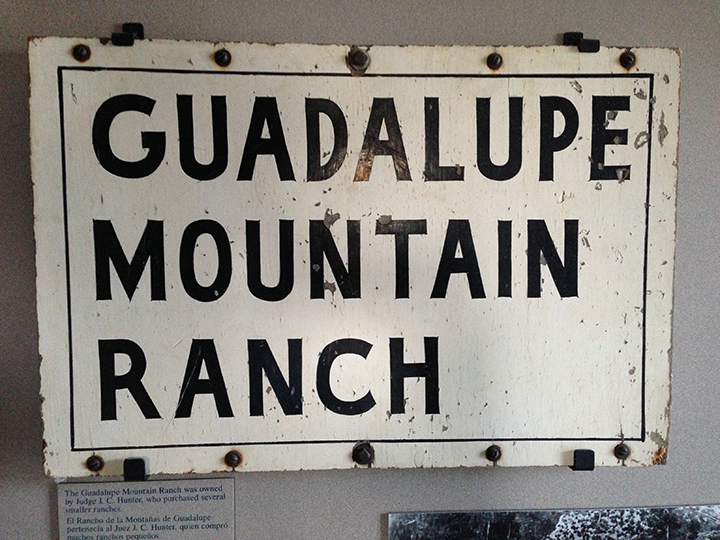 GUADALUPE
MOUNTAIN
RANCH
The Guadalupe Mountain Ranch was owned
by Judge J. C. Hunter, who purchased several
smaller ranches.
El Rancho de la Montañas de Guadalupe
pertenecía al Juez J. C. Hunter, quien compró
muchos ranchos pequeños.